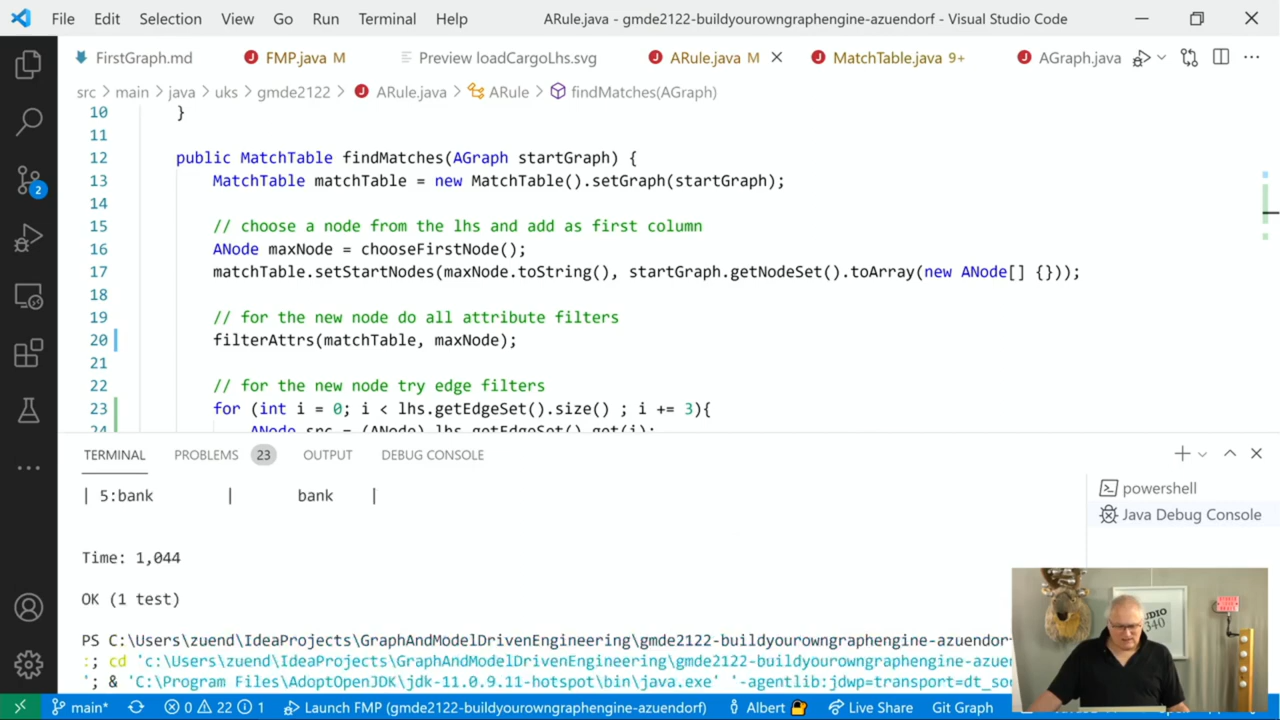 File Edit Selection View Go Run Terminal Help ARule.java - gmde2122-buildyourowngraphengine-azuendorf - Visual Studio Code
FirstGraph.md FMP.java M Preview loadCargoLhs.svg ARule.java M MatchTable.java 9+ AGraph.java
src > main > java > uks > gmde2122 > ARule.java > ARule > findMatches(AGraph)
10 }
11
12 public MatchTable findMatches(AGraph startGraph) {
13 MatchTable matchTable = new MatchTable().setGraph(startGraph);
14
15 // choose a node from the lhs and add as first column
16 ANode maxNode = chooseFirstNode();
17 matchTable.setStartNodes(maxNode.toString(), startGraph.getNodeSet().toArray(new ANode[] {}));
18
19 // for the new node do all attribute filters
20 filterAttrs(matchTable, maxNode);
21
22 // for the new node try edge filters
23 for (int i = 0; i < lhs.getEdgeSet().size() ; i += 3){
24 ANode src = (ANode) lhs.getEdgeSet().get(i);
2
TERMINAL PROBLEMS 23 OUTPUT DEBUG CONSOLE
| 5:bank | bank |
powershell
Java Debug Console
Time: 1,044
OK (1 test)
PS C:\Users\zuend\IdeaProjects\GraphAndModelDrivenEngineering\gmde2122-buildyourowngraphengine-azuendorf
:; cd 'c:\Users\zuend\IdeaProjects\GraphAndModelDrivenEngineering\gmde2122-buildyourowngraphengine-azuen
'; & 'C:\Program Files\AdoptOpenJDK\jdk-11.0.9.11-hotspot\bin\java.exe' '-agentlib:jdwp=transport=dt_soc
main* 0 22 1 Launch FMP (gmde2122-buildyourowngraphengine-azuendorf) Albert Live Share Git Graph